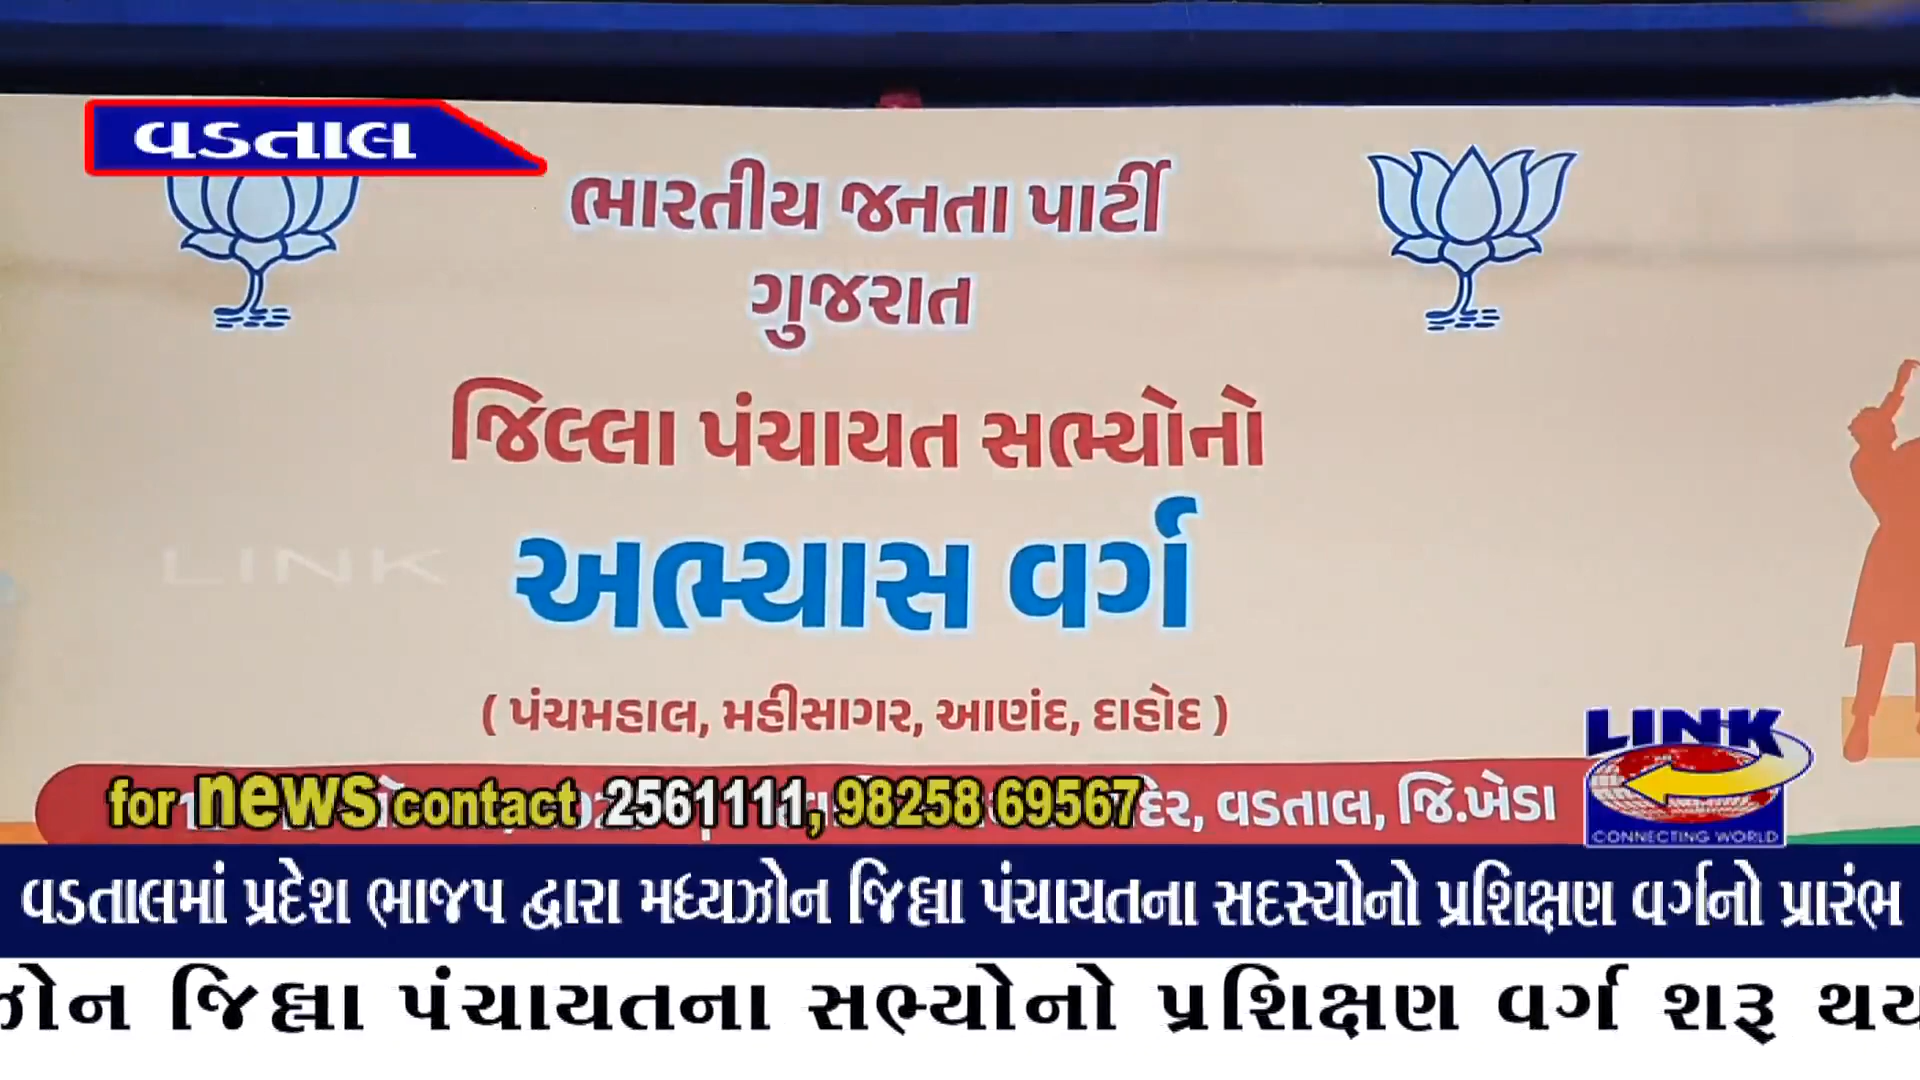 વડતાલ
ભારતીય જનતા પાર્ટી
ગુજરાત
જિલ્લા પંચાયત સભ્યોનો
અભ્યાસ વર્ગ
LINK
( પંચમહાલ, મહીસાગર, આણંદ, દાહોદ )
વડતાલ, જિ.ખેડા
for news contact 2561111, 98258 69567
LINK
CONNECTING WORLD
વડતાલમાં પ્રદેશ ભાજપ દ્વારા મધ્યઝોન જિલ્લા પંચાયતના સદસ્યોનો પ્રશિક્ષણ વર્ગનો પ્રારંભ
જિલ્લા પંચાયતના સભ્યોનો પ્રશિક્ષણ વર્ગ શરૂ